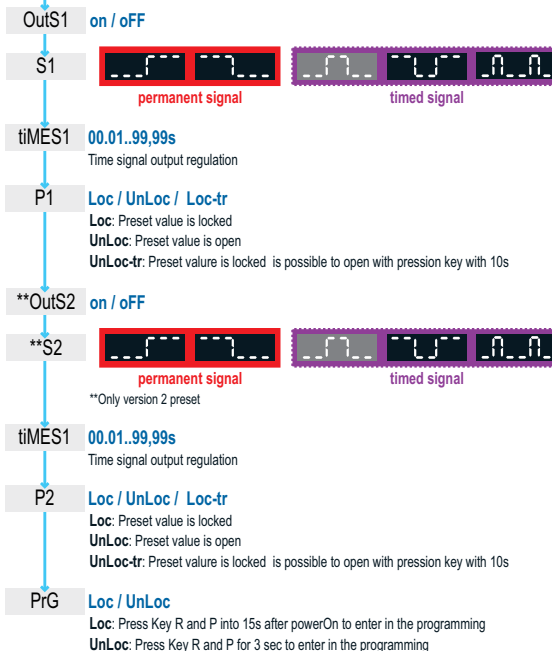 OutS1 on / oFF
S1
permanent signal timed signal
tiMES1 00.01..99,99s
Time signal output regulation
P1 Loc / UnLoc / Loc-tr
Loc: Preset value is locked
UnLoc: Preset value is open
UnLoc-tr: Preset valure is locked is possible to open with pression key with 10s
**OutS2 on / oFF
**S2
permanent signal timed signal
**Only version 2 preset
tiMES1 00.01..99,99s
Time signal output regulation
P2 Loc / UnLoc / Loc-tr
Loc: Preset value is locked
UnLoc: Preset value is open
UnLoc-tr: Preset valure is locked is possible to open with pression key with 10s
PrG Loc / UnLoc
Loc: Press Key R and P into 15s after powerOn to enter in the programming
UnLoc: Press Key R and P for 3 sec to enter in the programming